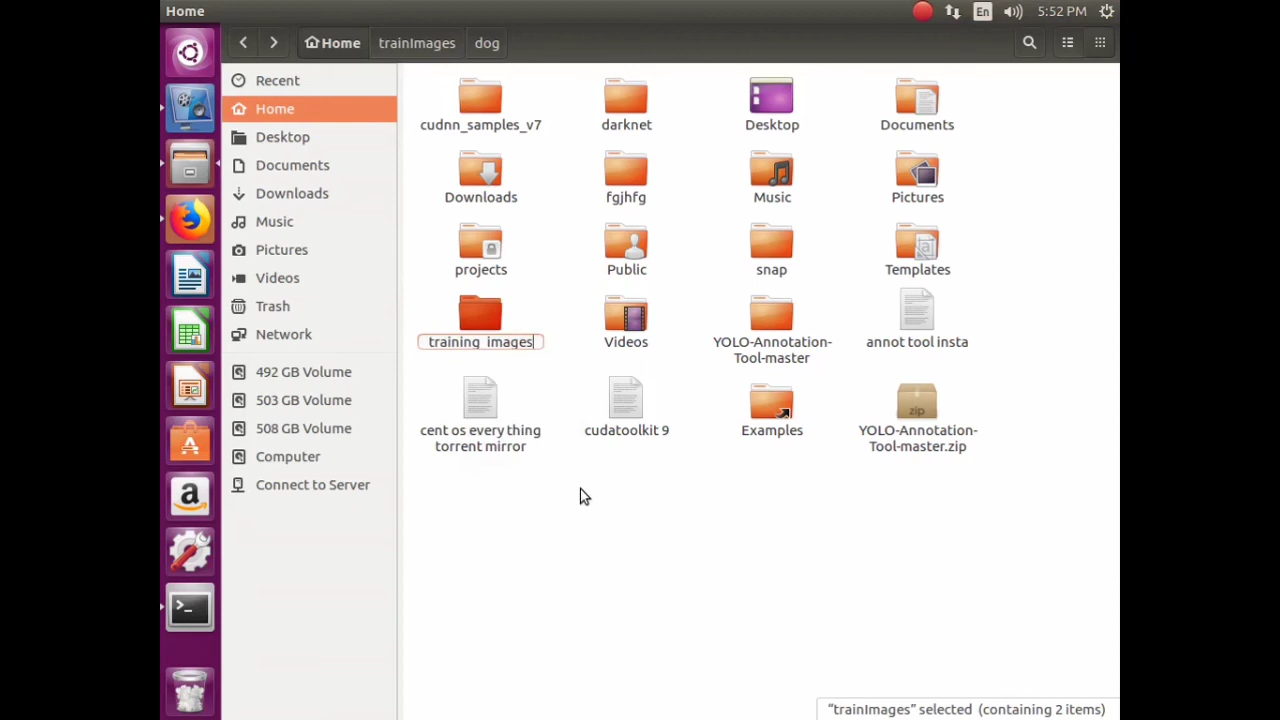 Home
En
5:52 PM
Home
trainImages
dog
Recent
Home
Desktop
Documents
Downloads
Music
Pictures
Videos
Trash
Network
492 GB Volume
503 GB Volume
508 GB Volume
Computer
Connect to Server
cudnn_samples_v7
darknet
Desktop
Documents
Downloads
fgjhfg
Music
Pictures
projects
Public
snap
Templates
training_images
Videos
YOLO-Annotation-
Tool-master
annot tool insta
cent os every thing
torrent mirror
cudatoolkit 9
Examples
zip
YOLO-Annotation-
Tool-master.zip
"trainImages" selected (containing 2 items)